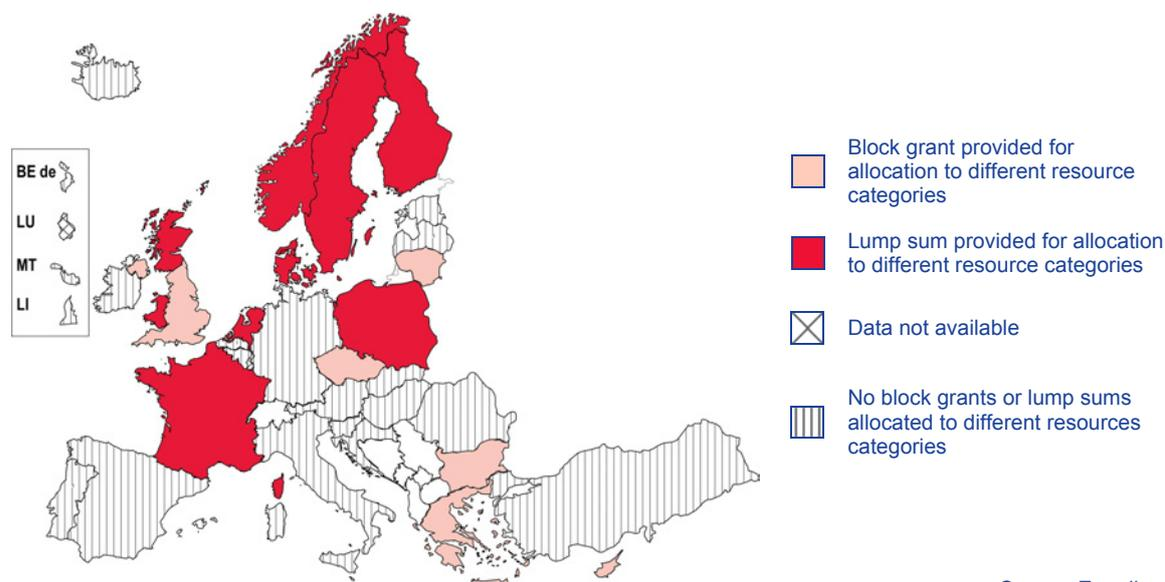 BE de
LU
MT
LI
Block grant provided for
allocation to different resource
categories
Lump sum provided for allocation
to different resource categories
Data not available
No block grants or lump sums
allocated to different resources
categories